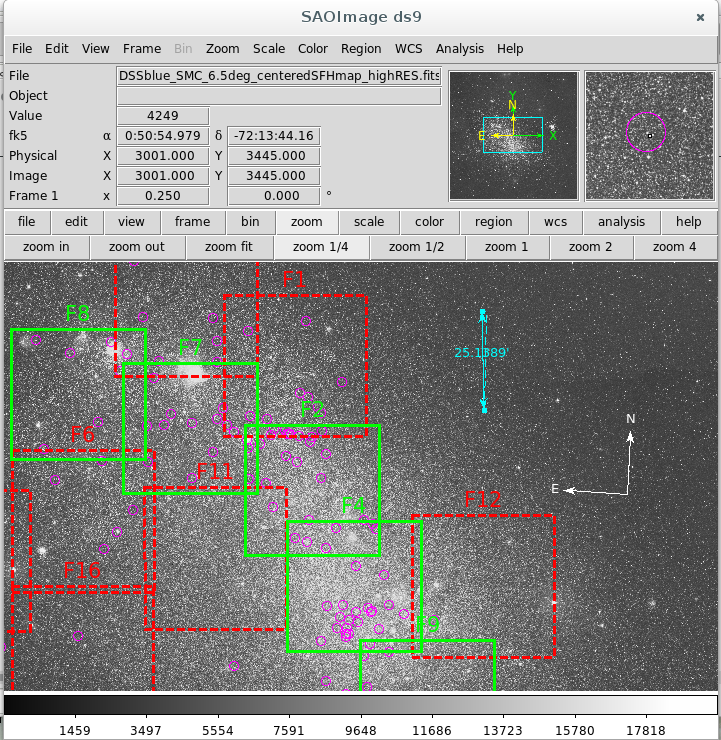 SAOImage ds9 ×
File Edit View Frame Bin Zoom Scale Color Region WCS Analysis Help
File DSSblue_SMC_6.5deg_centeredSFHmap_highRES.fits
Object
Value 4249
fk5 α 0:50:54.979 δ -72:13:44.16
Physical X 3001.000 Y 3445.000
Image X 3001.000 Y 3445.000
Frame 1 x 0.250 0.000 °
Y
N
E X
file edit view frame bin zoom scale color region wcs analysis help
zoom in zoom out zoom fit zoom 1/4 zoom 1/2 zoom 1 zoom 2 zoom 4
F1
F8
F7
25.1389'
F2
N
F6
F11
E
F4
F12
F16
1459 3497 5554 7591 9648 11686 13723 15780 17818